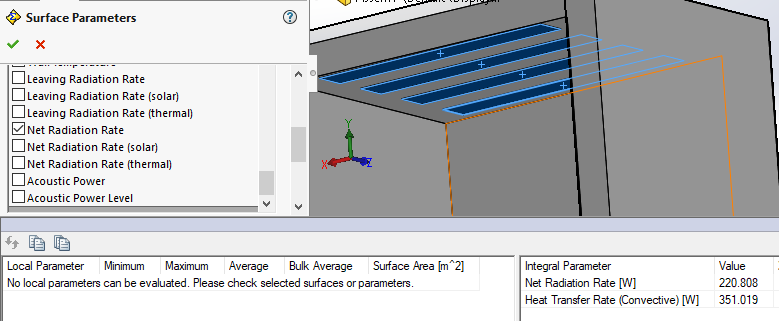 Surface Parameters
Leaving Radiation Rate
Leaving Radiation Rate (solar)
Leaving Radiation Rate (thermal)
Net Radiation Rate
Net Radiation Rate (solar)
Net Radiation Rate (thermal)
Acoustic Power
Acoustic Power Level
Y
X
Z
Local Parameter Minimum Maximum Average Bulk Average Surface Area [m^2]
No local parameters can be evaluated. Please check selected surfaces or parameters.
Integral Parameter Value
Net Radiation Rate [W] 220.808
Heat Transfer Rate (Convective) [W] 351.019